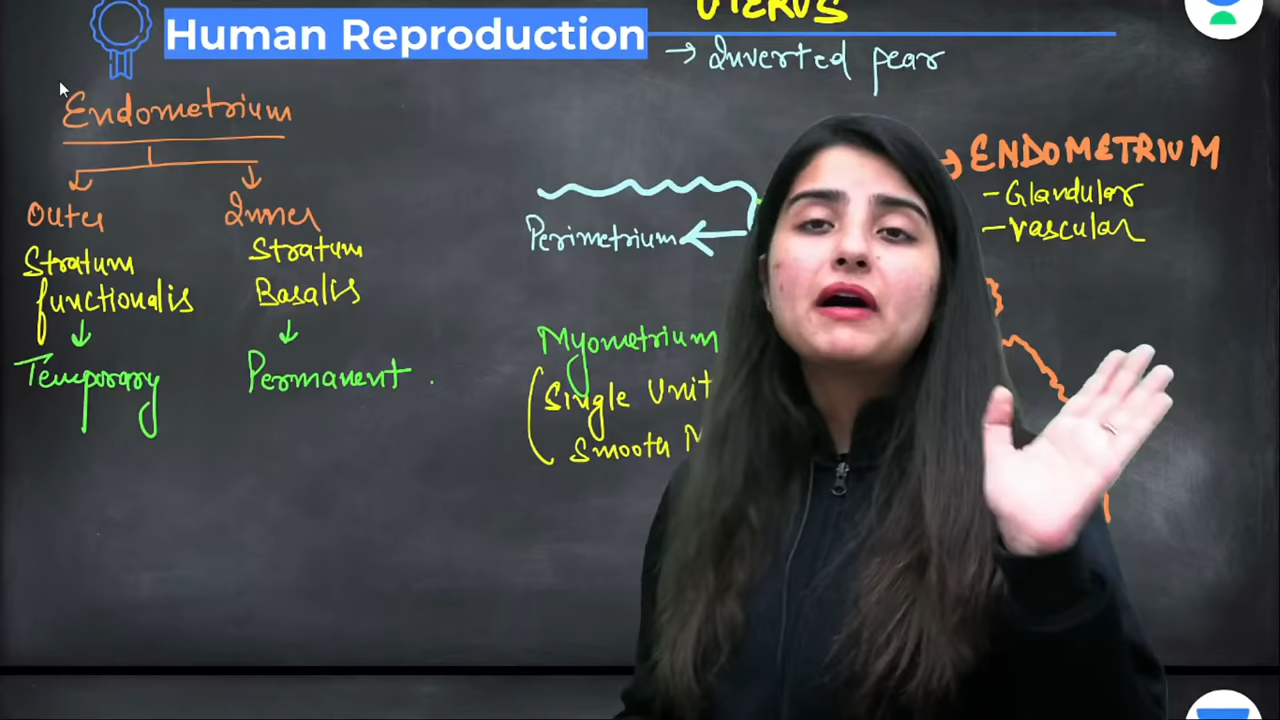 UTERUS
Human Reproduction
→ Inverted pear
Endometrium
Outer
Inner
Stratum
functionalis
Stratum
Basalis
Temporary
Permanent.
Perimetrium
Myometrium
(Single Unit
Smooth M
→ ENDOMETRIUM
- Glandular
- Vascular